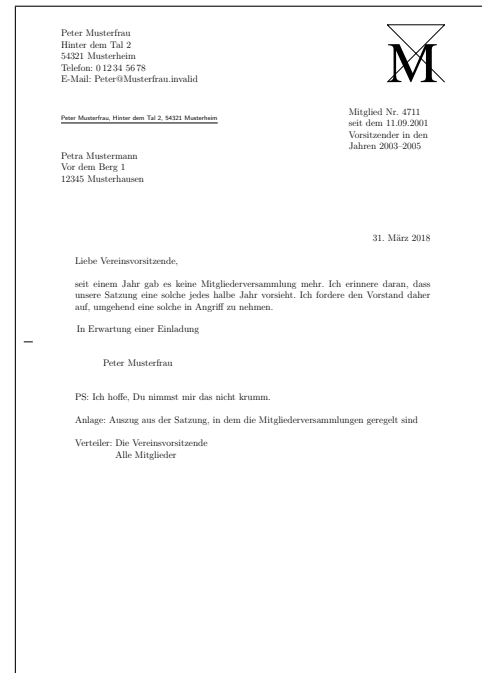 Peter Musterfrau
Hinter dem Tal 2
54321 Musterheim
Telefon: 0 12 34 56 78
E-Mail: Peter@Musterfrau.invalid
M
Peter Musterfrau, Hinter dem Tal 2, 54321 Musterheim
Mitglied Nr. 4711
seit dem 11.09.2001
Vorsitzender in den
Jahren 2003–2005
Petra Mustermann
Vor dem Berg 1
12345 Musterhausen
31. März 2018
Liebe Vereinsvorsitzende,
seit einem Jahr gab es keine Mitgliederversammlung mehr. Ich erinnere daran, dass
unsere Satzung eine solche jedes halbe Jahr vorsieht. Ich fordere den Vorstand daher
auf, umgehend eine solche in Angriff zu nehmen.
In Erwartung einer Einladung
Peter Musterfrau
PS: Ich hoffe, Du nimmst mir das nicht krumm.
Anlage: Auszug aus der Satzung, in dem die Mitgliederversammlungen geregelt sind
Verteiler: Die Vereinsvorsitzende
Alle Mitglieder